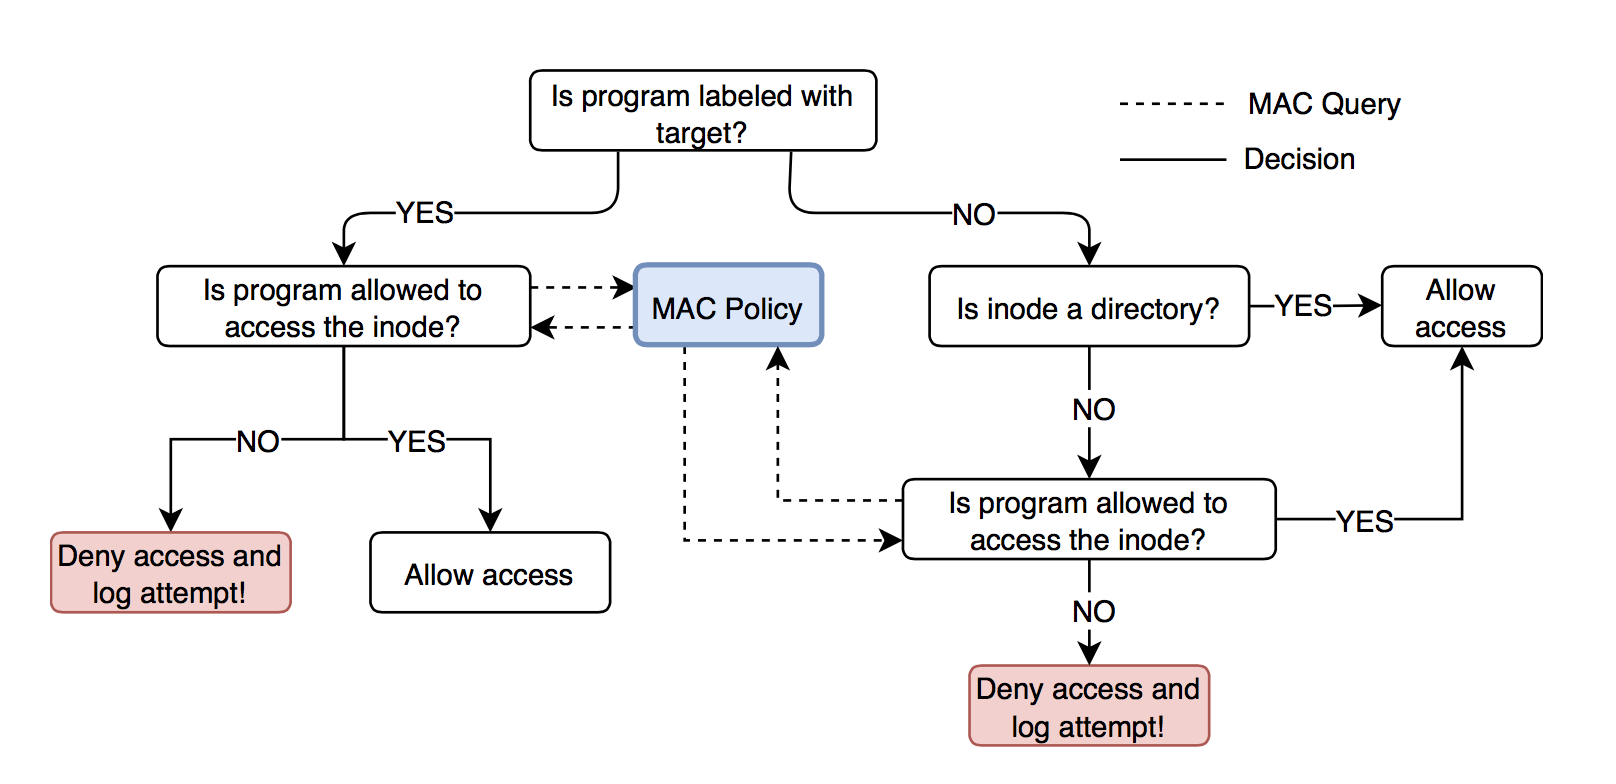 Is program labeled with
target?
MAC Query
Decision
YES
NO
Is program allowed to
access the inode?
MAC Policy
Is inode a directory?
YES
Allow
access
NO
NO
YES
Is program allowed to
access the inode?
YES
Deny access and
log attempt!
Allow access
NO
Deny access and
log attempt!